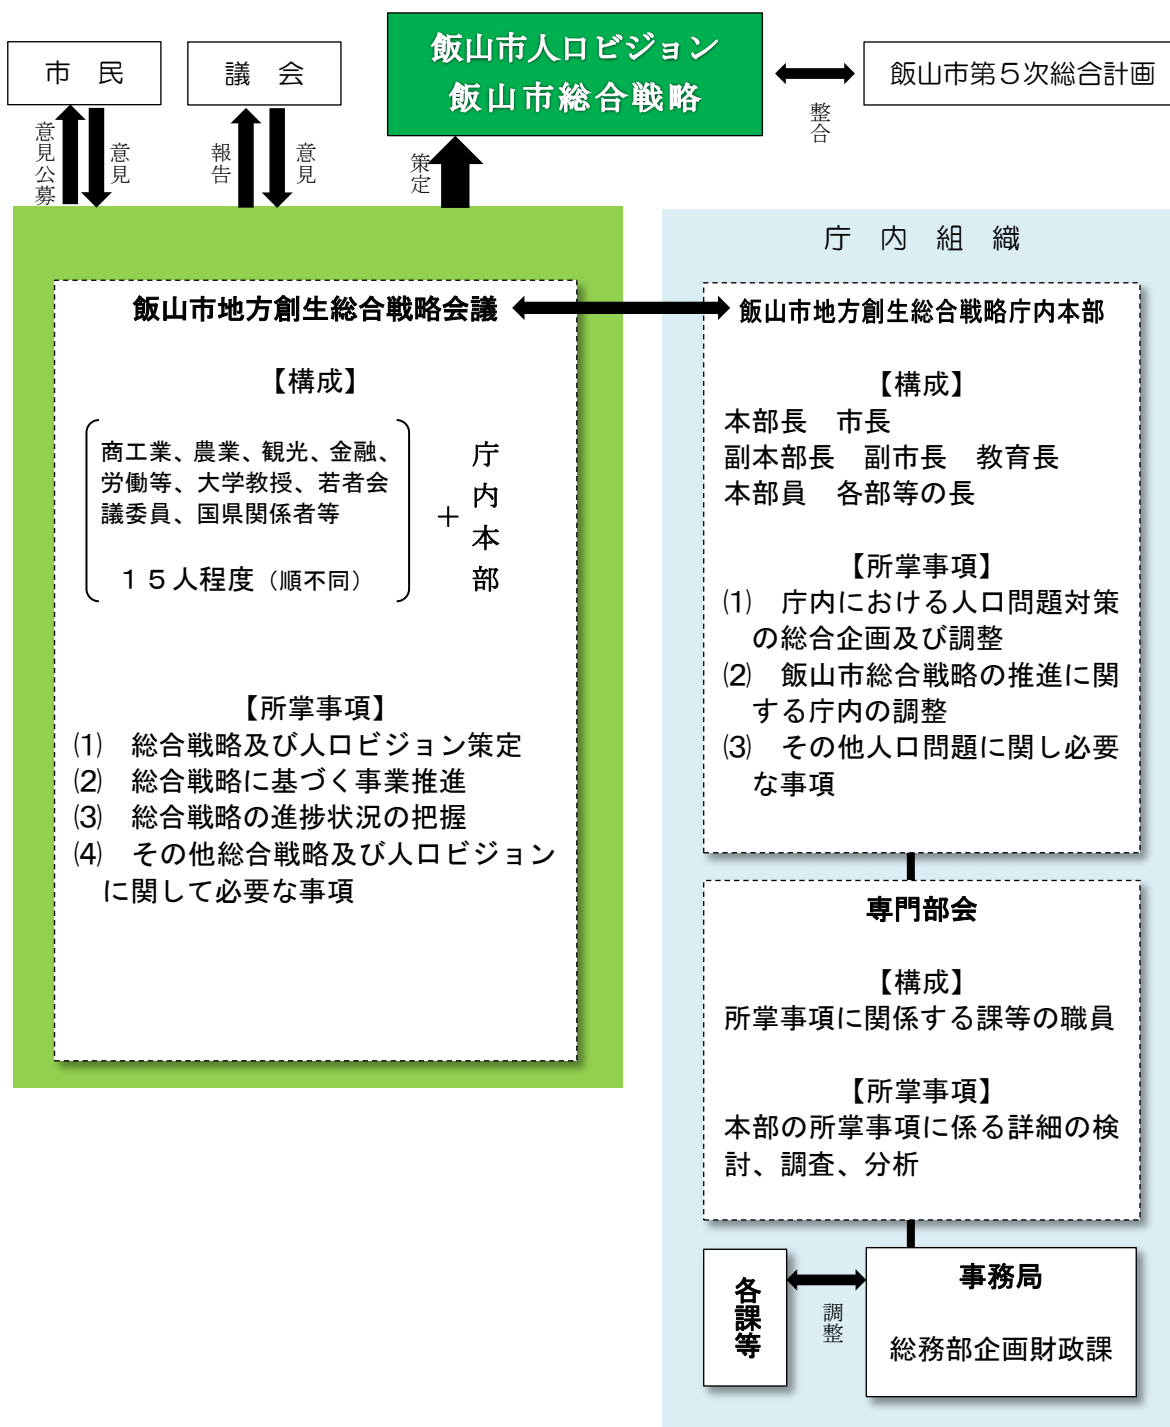 飯山市人口ビジョン
飯山市総合戦略
市　民
議　会
飯山市第５次総合計画
整合
意見公募
意見
報告
意見
策定
飯山市地方創生総合戦略会議
【構成】
商工業、農業、観光、金融、
労働等、大学教授、若者会
議委員、国県関係者等
１５人程度（順不同）
＋
庁内本部
【所掌事項】
⑴　総合戦略及び人口ビジョン策定
⑵　総合戦略に基づく事業推進
⑶　総合戦略の進捗状況の把握
⑷　その他総合戦略及び人口ビジョン
に関して必要な事項
庁　内　組　織
飯山市地方創生総合戦略庁内本部
【構成】
本部長　市長
副本部長　副市長　教育長
本部員　各部等の長
【所掌事項】
⑴　庁内における人口問題対策
の総合企画及び調整
⑵　飯山市総合戦略の推進に関
する庁内の調整
⑶　その他人口問題に関し必要
な事項
専門部会
【構成】
所掌事項に関係する課等の職員
【所掌事項】
本部の所掌事項に係る詳細の検
討、調査、分析
各課等
調整
事務局
総務部企画財政課